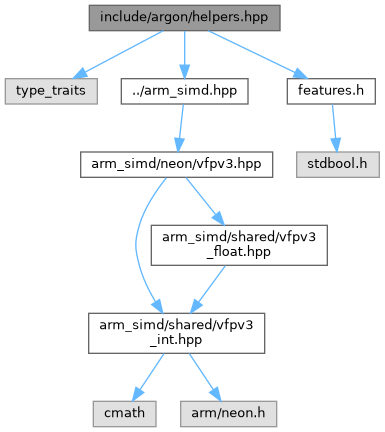 include/argon/helpers.hpp
type_traits
../arm_simd.hpp
features.h
arm_simd/neon/vfpv3.hpp
stdbool.h
arm_simd/shared/vfpv3
_float.hpp
arm_simd/shared/vfpv3
_int.hpp
cmath
arm/neon.h